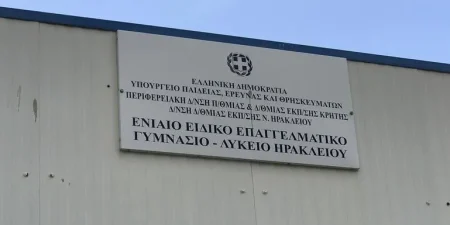 ΕΛΛΗΝΙΚΗ ΔΗΜΟΚΡΑΤΙΑ
ΥΠΟΥΡΓΕΙΟ ΠΑΙΔΕΙΑΣ, ΕΡΕΥΝΑΣ ΚΑΙ ΘΡΗΣΚΕΥΜΑΤΩΝ
ΠΕΡΙΦΕΡΕΙΑΚΗ Δ/ΝΣΗ Π/ΘΜΙΑΣ & Δ/ΘΜΙΑΣ ΕΚΠ/ΣΗΣ ΚΡΗΤΗΣ
Δ/ΝΣΗ Δ/ΘΜΙΑΣ ΕΚΠ/ΣΗΣ Ν. ΗΡΑΚΛΕΙΟΥ
ΕΝΙΑΙΟ ΕΙΔΙΚΟ ΕΠΑΓΓΕΛΜΑΤΙΚΟ
ΓΥΜΝΑΣΙΟ - ΛΥΚΕΙΟ ΗΡΑΚΛΕΙΟΥ